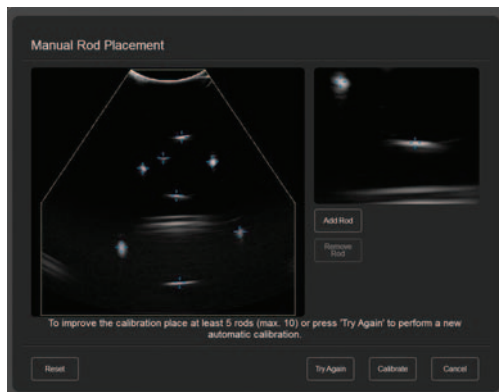 Manual Rod Placement
Add Rod
Remove
Rod
To improve the calibration place at least 5 rods (max. 10) or press 'Try Again' to perform a new
automatic calibration.
Reset
Try Again
Calibrate
Cancel